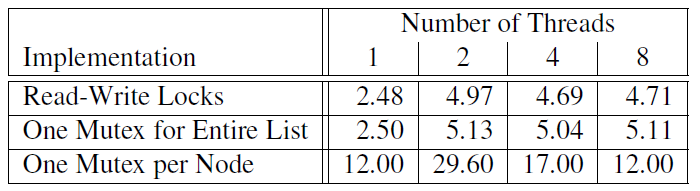 Number of Threads
Implementation 1 2 4 8
Read-Write Locks 2.48 4.97 4.69 4.71
One Mutex for Entire List 2.50 5.13 5.04 5.11
One Mutex per Node 12.00 29.60 17.00 12.00